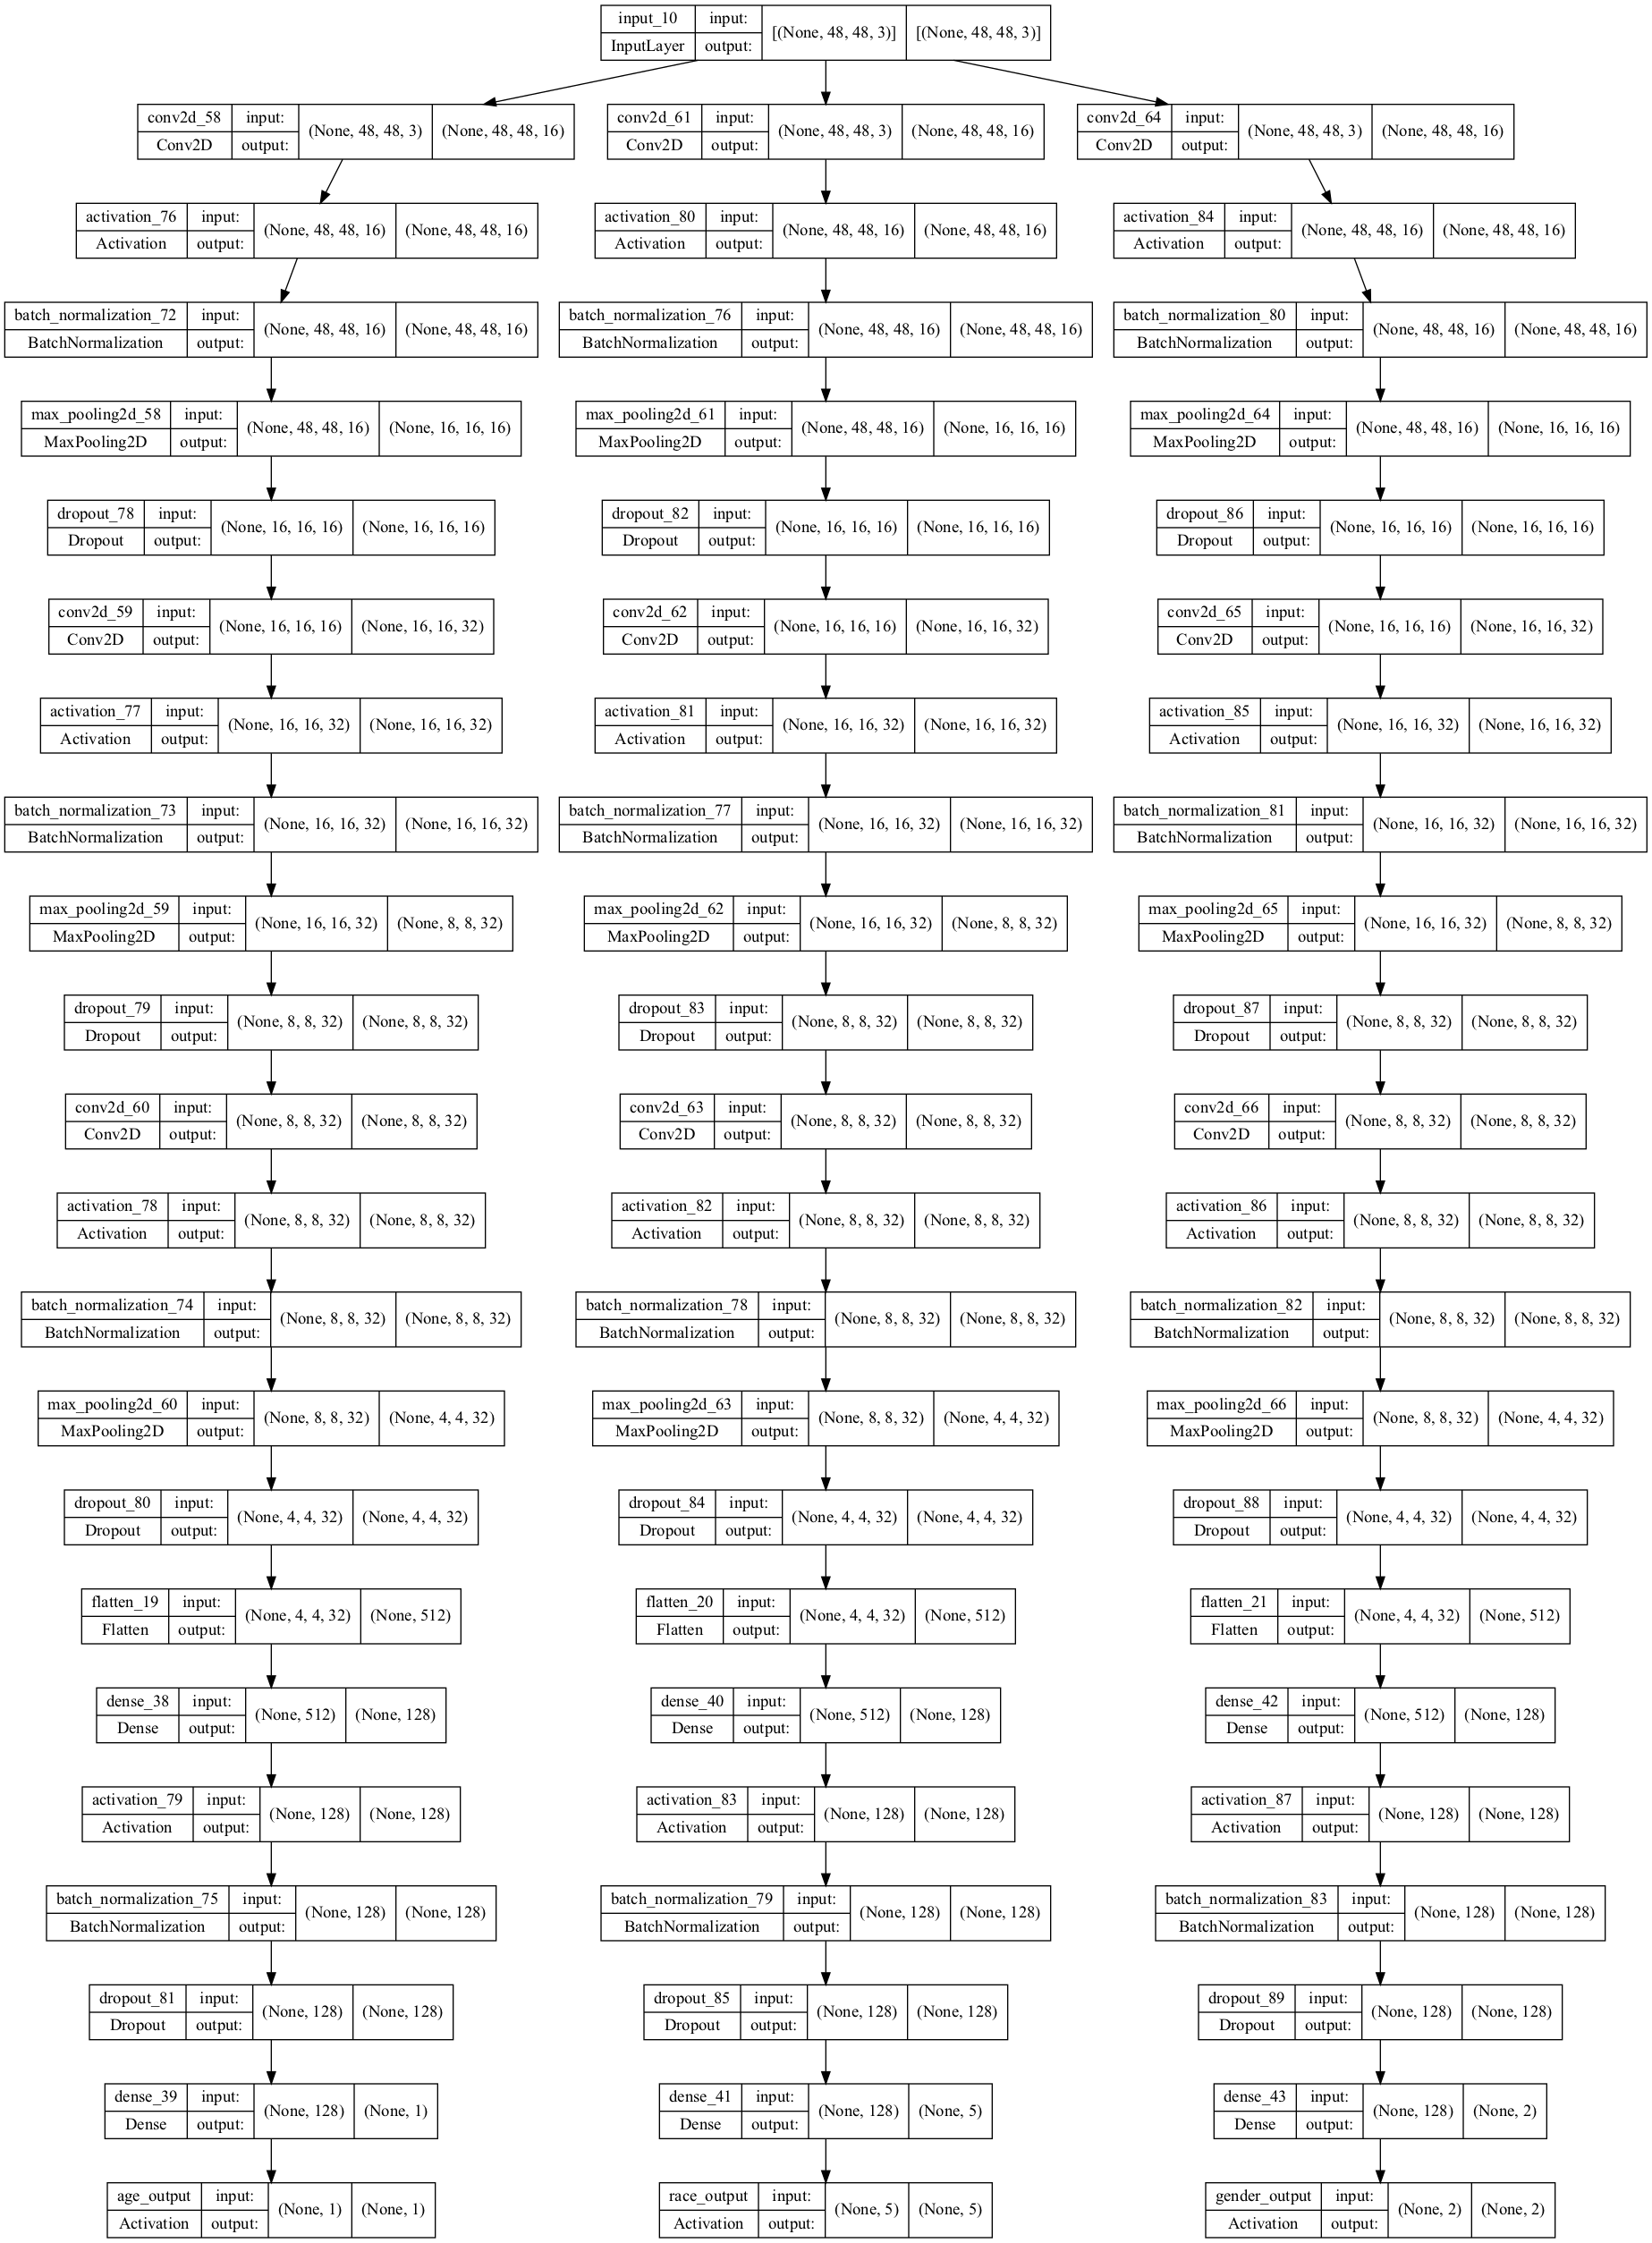 input_10 input: [(None, 48, 48, 3)] [(None, 48, 48, 3)]
InputLayer output:
conv2d_58 input: (None, 48, 48, 3) (None, 48, 48, 16)
Conv2D output:
conv2d_61 input: (None, 48, 48, 3) (None, 48, 48, 16)
Conv2D output:
conv2d_64 input: (None, 48, 48, 3) (None, 48, 48, 16)
Conv2D output:
activation_76 input: (None, 48, 48, 16) (None, 48, 48, 16)
Activation output:
activation_80 input: (None, 48, 48, 16) (None, 48, 48, 16)
Activation output:
activation_84 input: (None, 48, 48, 16) (None, 48, 48, 16)
Activation output:
batch_normalization_72 input: (None, 48, 48, 16) (None, 48, 48, 16)
BatchNormalization output:
batch_normalization_76 input: (None, 48, 48, 16) (None, 48, 48, 16)
BatchNormalization output:
batch_normalization_80 input: (None, 48, 48, 16) (None, 48, 48, 16)
BatchNormalization output:
max_pooling2d_58 input: (None, 48, 48, 16) (None, 16, 16, 16)
MaxPooling2D output:
max_pooling2d_61 input: (None, 48, 48, 16) (None, 16, 16, 16)
MaxPooling2D output:
max_pooling2d_64 input: (None, 48, 48, 16) (None, 16, 16, 16)
MaxPooling2D output:
dropout_78 input: (None, 16, 16, 16) (None, 16, 16, 16)
Dropout output:
dropout_82 input: (None, 16, 16, 16) (None, 16, 16, 16)
Dropout output:
dropout_86 input: (None, 16, 16, 16) (None, 16, 16, 16)
Dropout output:
conv2d_59 input: (None, 16, 16, 16) (None, 16, 16, 32)
Conv2D output:
conv2d_62 input: (None, 16, 16, 16) (None, 16, 16, 32)
Conv2D output:
conv2d_65 input: (None, 16, 16, 16) (None, 16, 16, 32)
Conv2D output:
activation_77 input: (None, 16, 16, 32) (None, 16, 16, 32)
Activation output:
activation_81 input: (None, 16, 16, 32) (None, 16, 16, 32)
Activation output:
activation_85 input: (None, 16, 16, 32) (None, 16, 16, 32)
Activation output:
batch_normalization_73 input: (None, 16, 16, 32) (None, 16, 16, 32)
BatchNormalization output:
batch_normalization_77 input: (None, 16, 16, 32) (None, 16, 16, 32)
BatchNormalization output:
batch_normalization_81 input: (None, 16, 16, 32) (None, 16, 16, 32)
BatchNormalization output:
max_pooling2d_59 input: (None, 16, 16, 32) (None, 8, 8, 32)
MaxPooling2D output:
max_pooling2d_62 input: (None, 16, 16, 32) (None, 8, 8, 32)
MaxPooling2D output:
max_pooling2d_65 input: (None, 16, 16, 32) (None, 8, 8, 32)
MaxPooling2D output:
dropout_79 input: (None, 8, 8, 32) (None, 8, 8, 32)
Dropout output:
dropout_83 input: (None, 8, 8, 32) (None, 8, 8, 32)
Dropout output:
dropout_87 input: (None, 8, 8, 32) (None, 8, 8, 32)
Dropout output:
conv2d_60 input: (None, 8, 8, 32) (None, 8, 8, 32)
Conv2D output:
conv2d_63 input: (None, 8, 8, 32) (None, 8, 8, 32)
Conv2D output:
conv2d_66 input: (None, 8, 8, 32) (None, 8, 8, 32)
Conv2D output:
activation_78 input: (None, 8, 8, 32) (None, 8, 8, 32)
Activation output:
activation_82 input: (None, 8, 8, 32) (None, 8, 8, 32)
Activation output:
activation_86 input: (None, 8, 8, 32) (None, 8, 8, 32)
Activation output:
batch_normalization_74 input: (None, 8, 8, 32) (None, 8, 8, 32)
BatchNormalization output:
batch_normalization_78 input: (None, 8, 8, 32) (None, 8, 8, 32)
BatchNormalization output:
batch_normalization_82 input: (None, 8, 8, 32) (None, 8, 8, 32)
BatchNormalization output:
max_pooling2d_60 input: (None, 8, 8, 32) (None, 4, 4, 32)
MaxPooling2D output:
max_pooling2d_63 input: (None, 8, 8, 32) (None, 4, 4, 32)
MaxPooling2D output:
max_pooling2d_66 input: (None, 8, 8, 32) (None, 4, 4, 32)
MaxPooling2D output:
dropout_80 input: (None, 4, 4, 32) (None, 4, 4, 32)
Dropout output:
dropout_84 input: (None, 4, 4, 32) (None, 4, 4, 32)
Dropout output:
dropout_88 input: (None, 4, 4, 32) (None, 4, 4, 32)
Dropout output:
flatten_19 input: (None, 4, 4, 32) (None, 512)
Flatten output:
flatten_20 input: (None, 4, 4, 32) (None, 512)
Flatten output:
flatten_21 input: (None, 4, 4, 32) (None, 512)
Flatten output:
dense_38 input: (None, 512) (None, 128)
Dense output:
dense_40 input: (None, 512) (None, 128)
Dense output:
dense_42 input: (None, 512) (None, 128)
Dense output:
activation_79 input: (None, 128) (None, 128)
Activation output:
activation_83 input: (None, 128) (None, 128)
Activation output:
activation_87 input: (None, 128) (None, 128)
Activation output:
batch_normalization_75 input: (None, 128) (None, 128)
BatchNormalization output:
batch_normalization_79 input: (None, 128) (None, 128)
BatchNormalization output:
batch_normalization_83 input: (None, 128) (None, 128)
BatchNormalization output:
dropout_81 input: (None, 128) (None, 128)
Dropout output:
dropout_85 input: (None, 128) (None, 128)
Dropout output:
dropout_89 input: (None, 128) (None, 128)
Dropout output:
dense_39 input: (None, 128) (None, 1)
Dense output:
dense_41 input: (None, 128) (None, 5)
Dense output:
dense_43 input: (None, 128) (None, 2)
Dense output:
age_output input: (None, 1) (None, 1)
Activation output:
race_output input: (None, 5) (None, 5)
Activation output:
gender_output input: (None, 2) (None, 2)
Activation output: